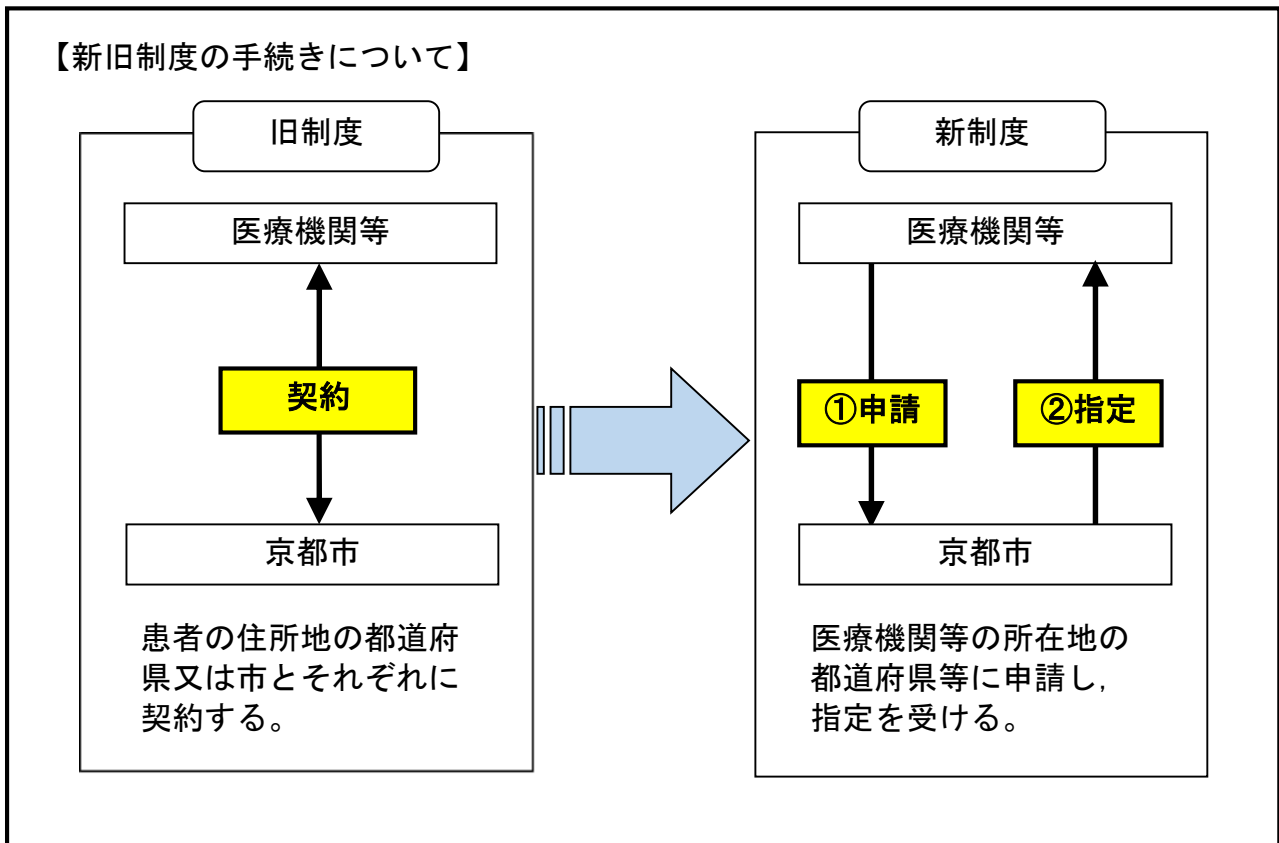 【新旧制度の手続きについて】
旧制度
医療機関等
契約
京都市
患者の住所地の都道府
県又は市とそれぞれに
契約する。
新制度
医療機関等
①申請
②指定
京都市
医療機関等の所在地の
都道府県等に申請し,
指定を受ける。